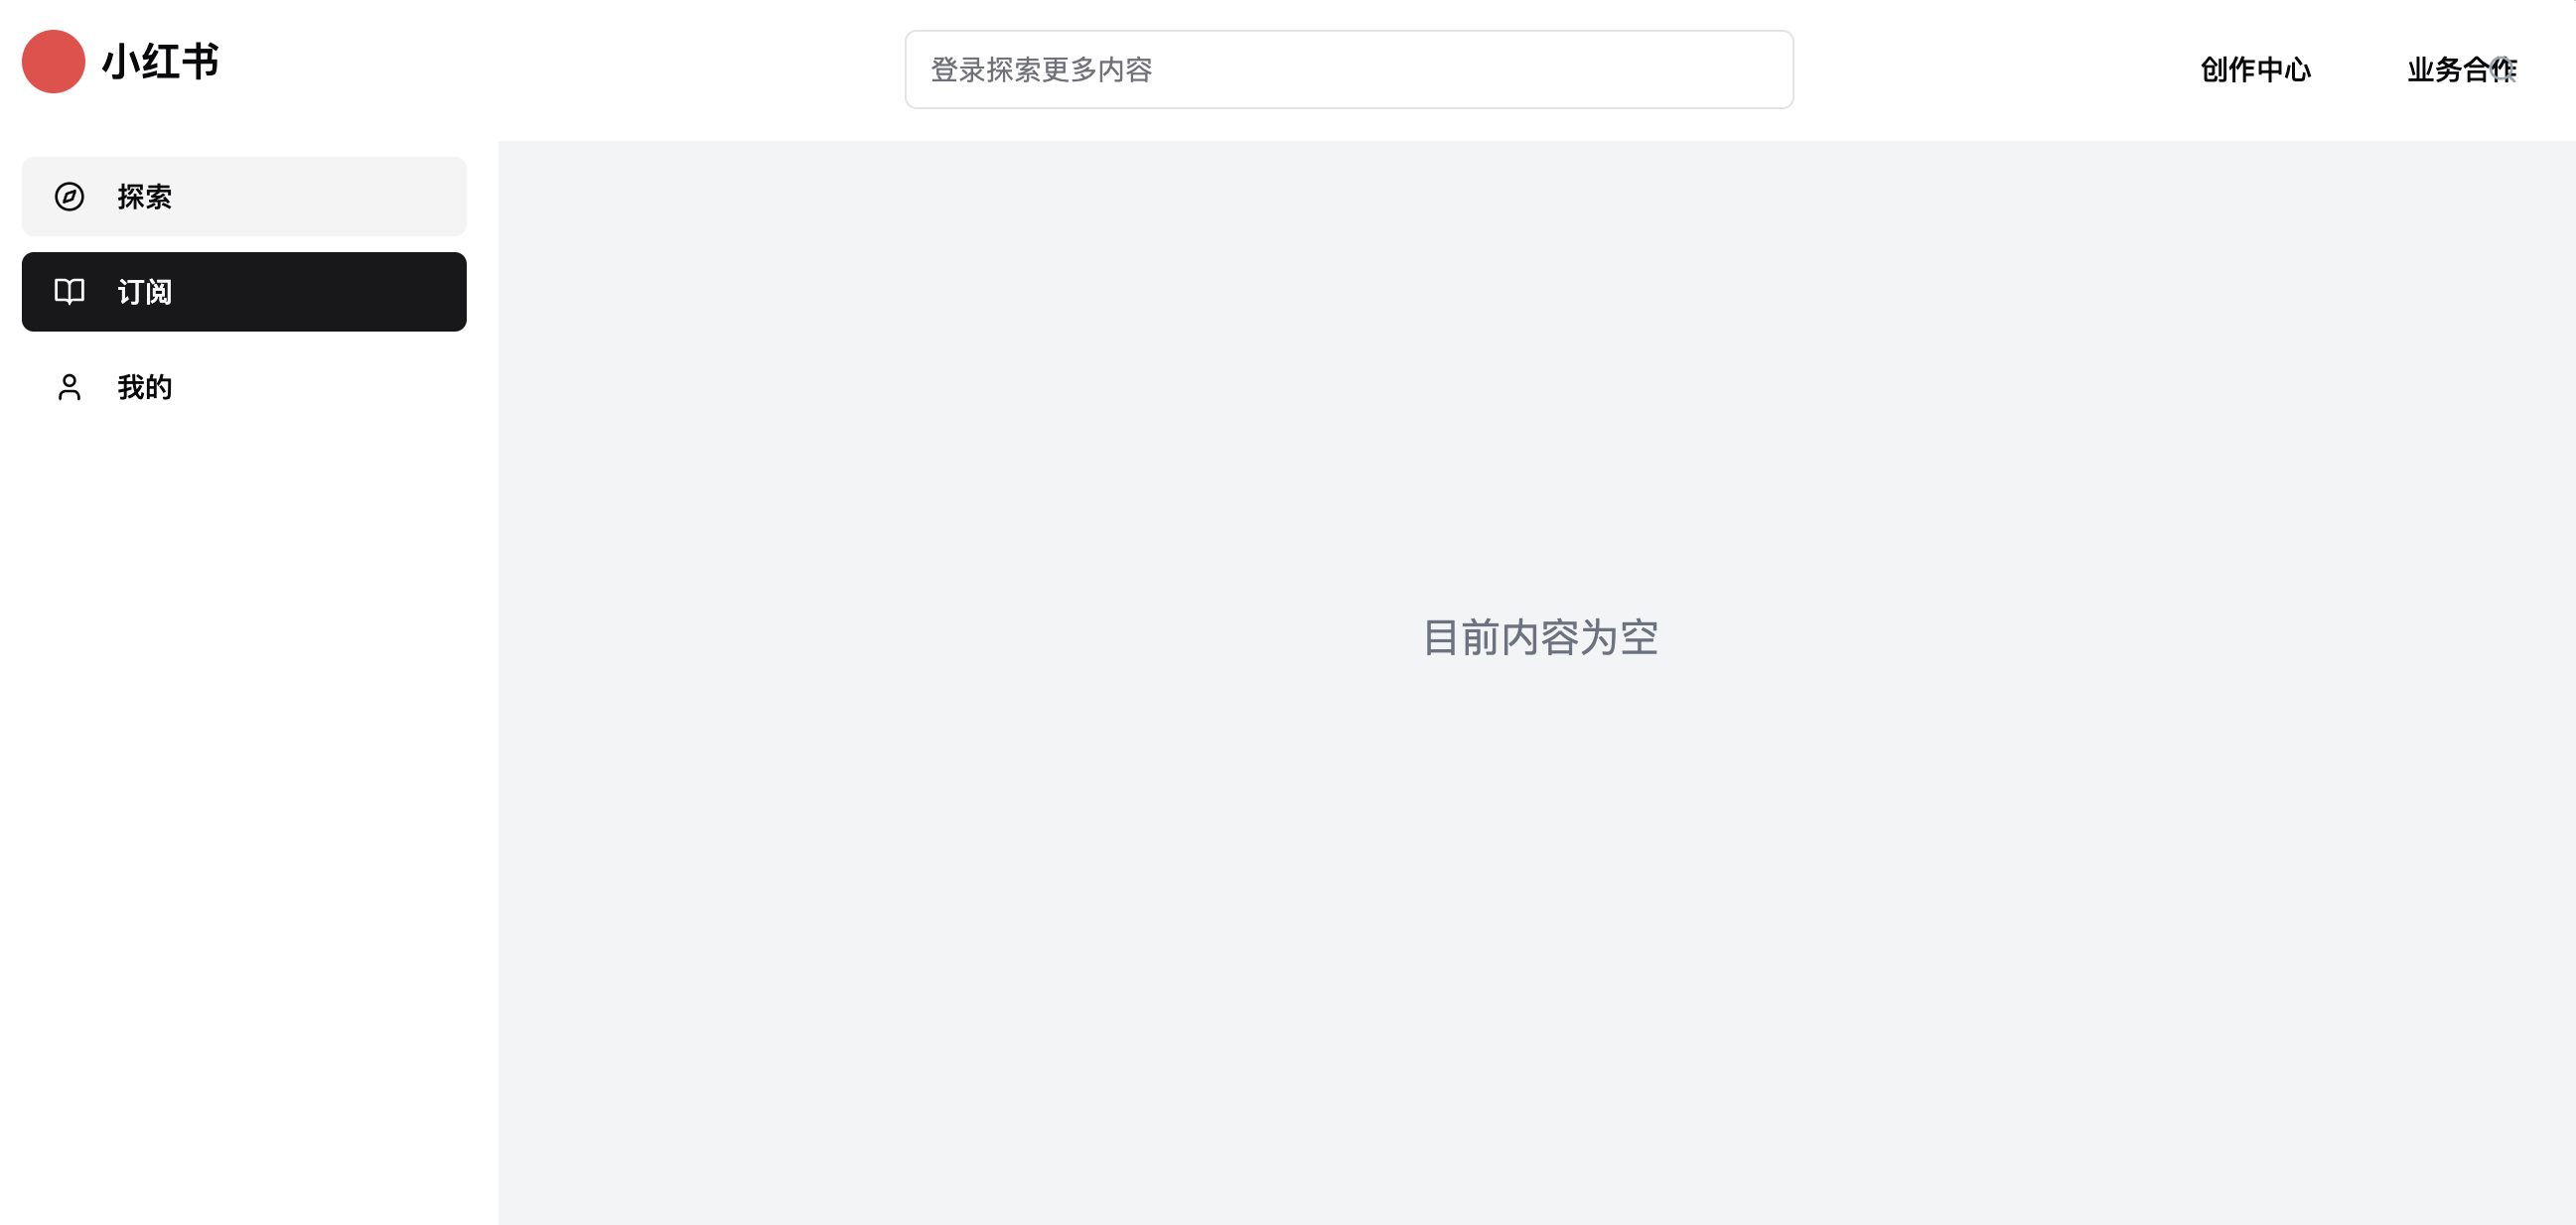 小红书
登录探索更多内容
创作中心
业务合作
探索
订阅
我的
目前内容为空